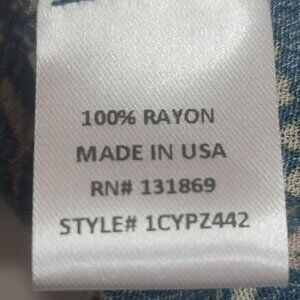 100% RAYON
MADE IN USA
RN# 131869
STYLE# 1CYPZ442